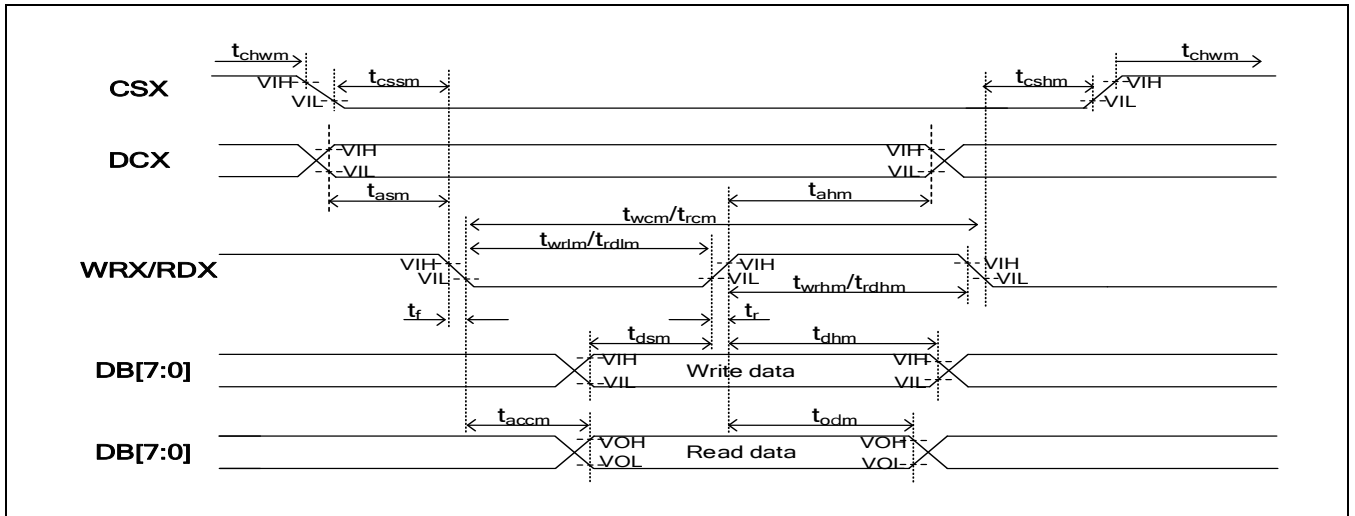 tchwm tchwm
tcssm tcshm
CSX VIH VIH
VIL VIL
DCX VIH VIH
VIL VIL
tasm tahm
twcm/trcm
twrlm/trdlm
WRX/RDX VIH VIH VIH
VIL VIL VIL
twrhm/trdhm
tf tr
tdsm tdhm
DB[7:0] VIH Write data VIH
VIL VIL
taccm todm
DB[7:0] VOH Read data VOH
VOL VOL